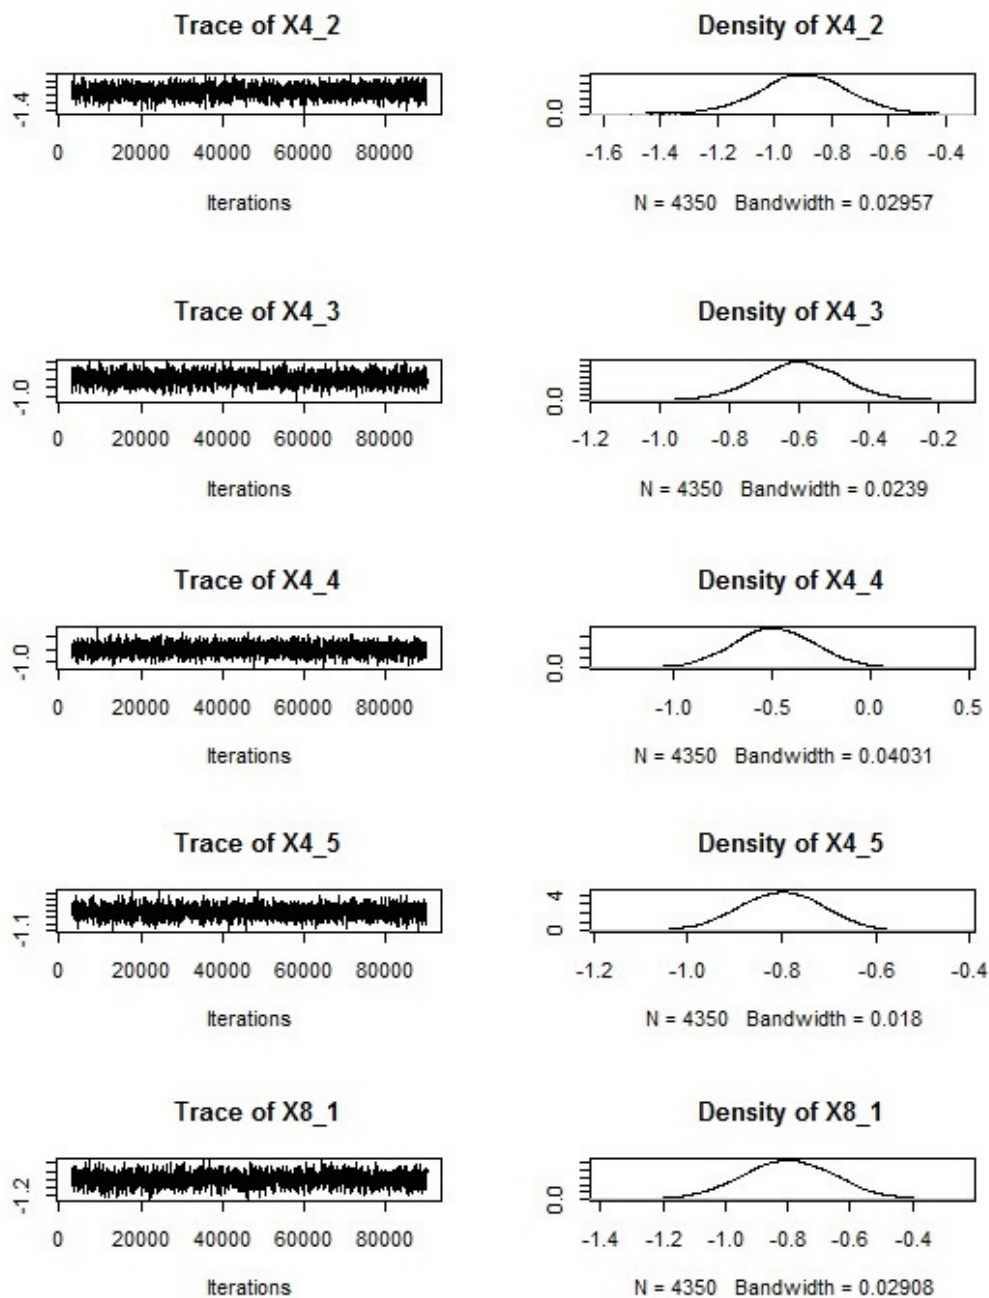 Trace of X4_2
Density of X4_2
-1.4
0.0
0 20000 40000 60000 80000
-1.6 -1.4 -1.2 -1.0 -0.8 -0.6 -0.4
Iterations
N = 4350 Bandwidth = 0.02957
Trace of X4_3
Density of X4_3
-1.0
0.0
0 20000 40000 60000 80000
-1.2 -1.0 -0.8 -0.6 -0.4 -0.2
Iterations
N = 4350 Bandwidth = 0.0239
Trace of X4_4
Density of X4_4
-1.0
0.0
0 20000 40000 60000 80000
-1.0 -0.5 0.0 0.5
Iterations
N = 4350 Bandwidth = 0.04031
Trace of X4_5
Density of X4_5
-1.1
0 4
0 20000 40000 60000 80000
-1.2 -1.0 -0.8 -0.6 -0.4
Iterations
N = 4350 Bandwidth = 0.018
Trace of X8_1
Density of X8_1
-1.2
0.0
0 20000 40000 60000 80000
-1.4 -1.2 -1.0 -0.8 -0.6 -0.4
Iterations
N = 4350 Bandwidth = 0.02908